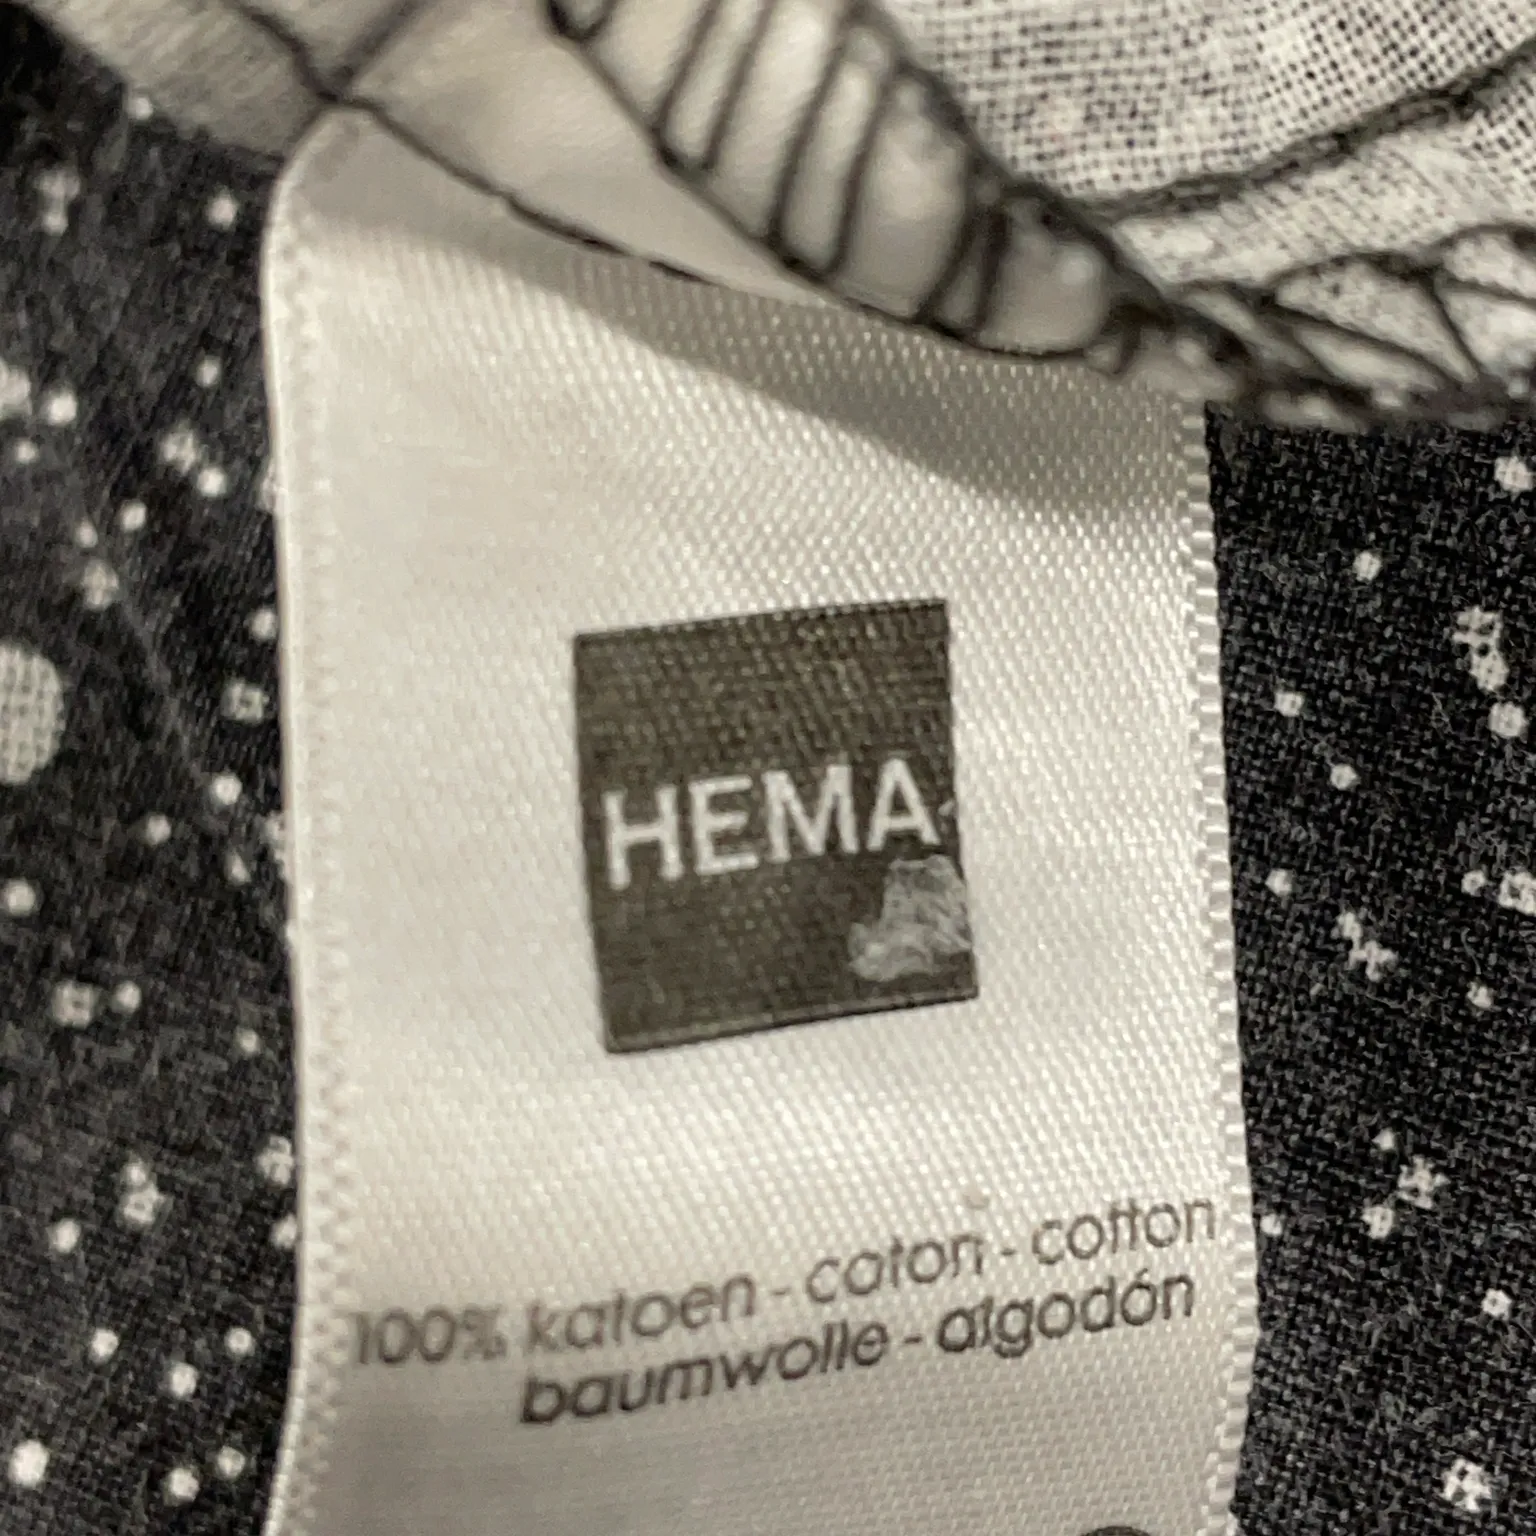 HEMA
100% katoen - coton - cotton
baumwolle - algodón